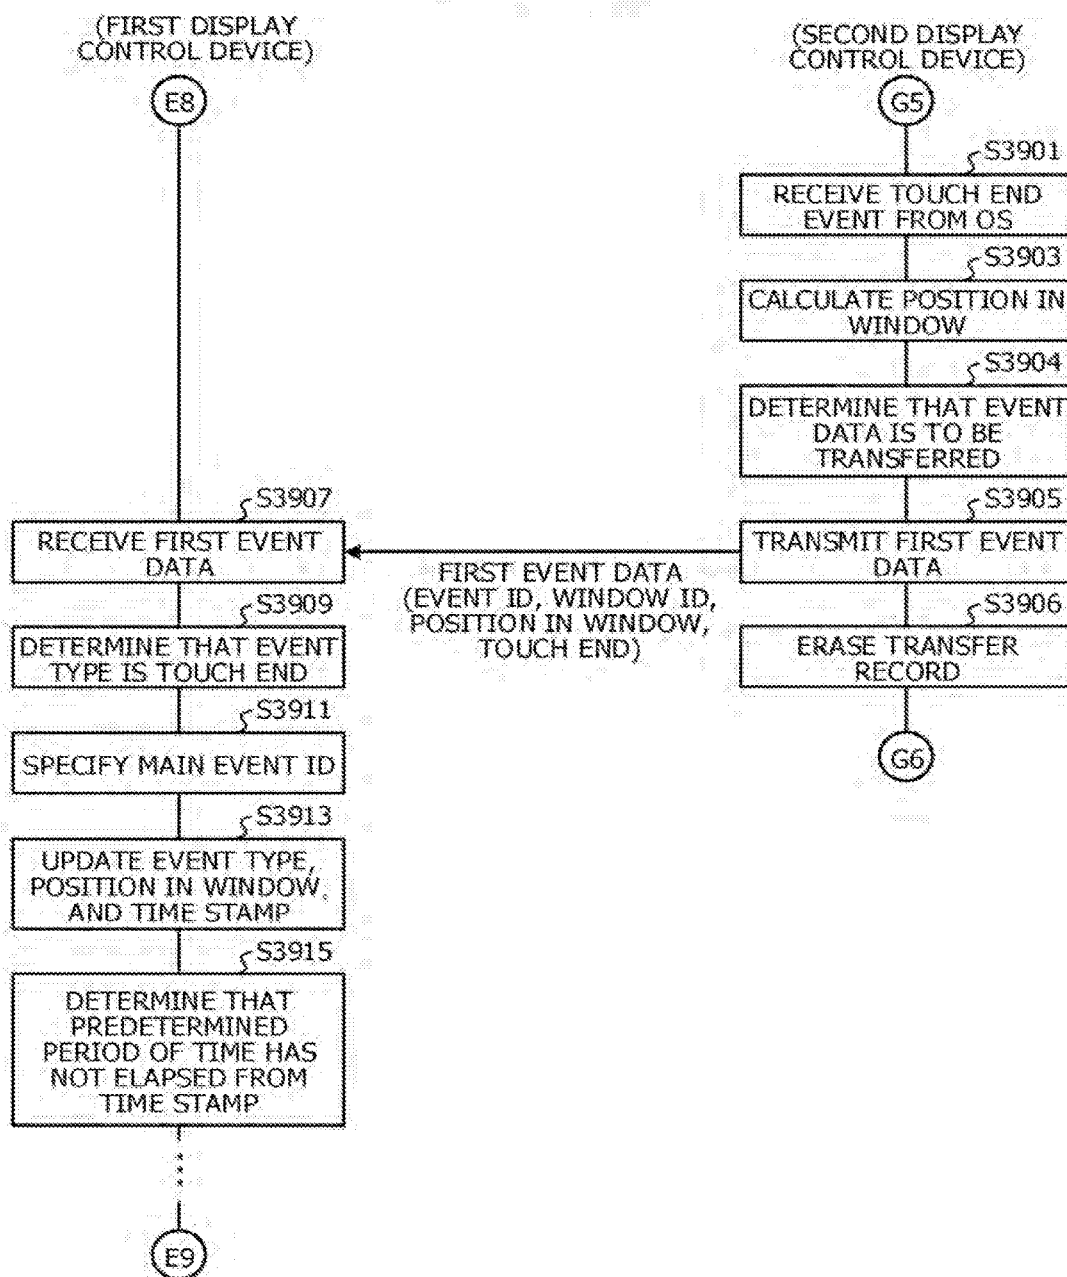 (FIRST DISPLAY
CONTROL DEVICE)
E8
(SECOND DISPLAY
CONTROL DEVICE)
G5
S3901
RECEIVE TOUCH END
EVENT FROM OS
S3903
CALCULATE POSITION IN
WINDOW
S3904
DETERMINE THAT EVENT
DATA IS TO BE
TRANSFERRED
S3905
TRANSMIT FIRST EVENT
DATA
FIRST EVENT DATA
(EVENT ID, WINDOW ID,
POSITION IN WINDOW,
TOUCH END)
S3906
ERASE TRANSFER
RECORD
G6
S3907
RECEIVE FIRST EVENT
DATA
S3909
DETERMINE THAT EVENT
TYPE IS TOUCH END
S3911
SPECIFY MAIN EVENT ID
S3913
UPDATE EVENT TYPE,
POSITION IN WINDOW,
AND TIME STAMP
S3915
DETERMINE THAT
PREDETERMINED
PERIOD OF TIME HAS
NOT ELAPSED FROM
TIME STAMP
E9